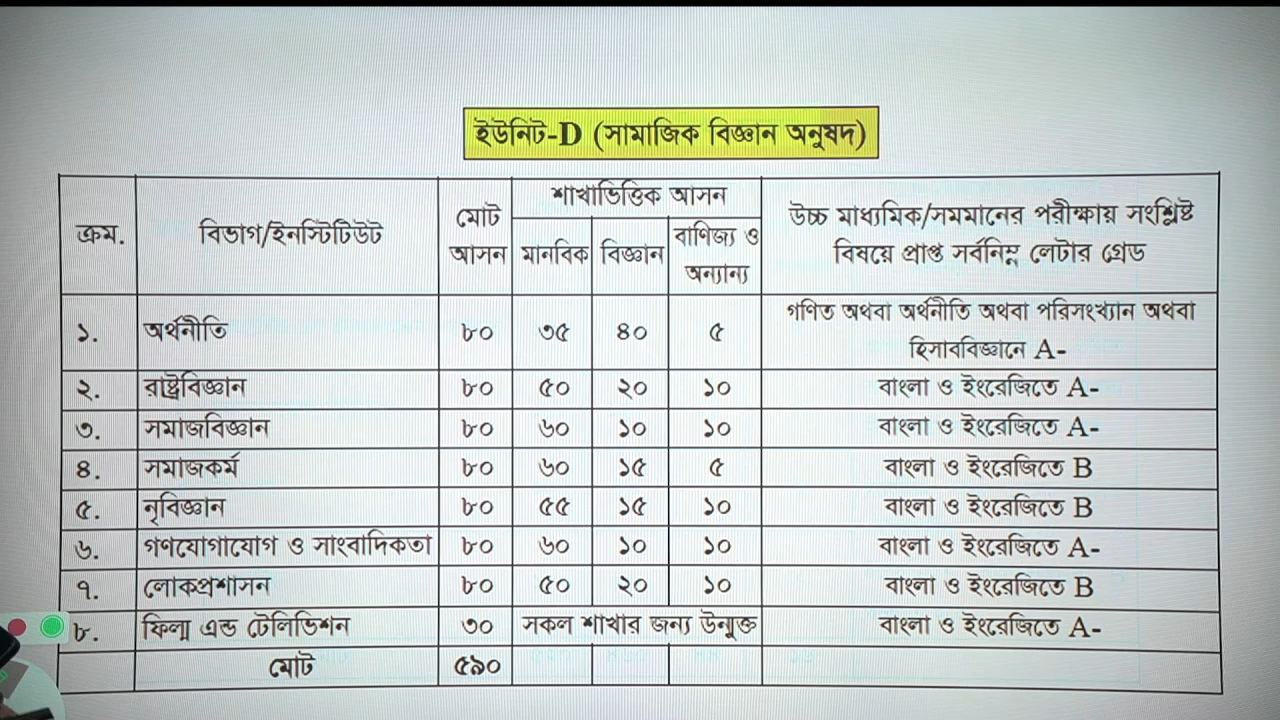 ইউনিট-D (সামাজিক বিজ্ঞান অনুষদ)
ক্রম. বিভাগ/ইনস্টিটিউট মোট আসন শাখাভিত্তিক আসন উচ্চ মাধ্যমিক/সমমানের পরীক্ষায় সংশ্লিষ্ট
মানবিক বিজ্ঞান বাণিজ্য ও অন্যান্য বিষয়ে প্রাপ্ত সর্বনিম্ন লেটার গ্রেড
১. অর্থনীতি ৮০ ৩৫ ৪০ ৫ গণিত অথবা অর্থনীতি অথবা পরিসংখ্যান অথবা
হিসাববিজ্ঞানে A-
২. রাষ্ট্রবিজ্ঞান ৮০ ৫০ ২০ ১০ বাংলা ও ইংরেজিতে A-
৩. সমাজবিজ্ঞান ৮০ ৬০ ১০ ১০ বাংলা ও ইংরেজিতে A-
৪. সমাজকর্ম ৮০ ৬০ ১৫ ৫ বাংলা ও ইংরেজিতে B
৫. নৃবিজ্ঞান ৮০ ৫৫ ১৫ ১০ বাংলা ও ইংরেজিতে B
৬. গণযোগাযোগ ও সাংবাদিকতা ৮০ ৬০ ১০ ১০ বাংলা ও ইংরেজিতে A-
৭. লোকপ্রশাসন ৮০ ৫০ ২০ ১০ বাংলা ও ইংরেজিতে B
৮. ফিল্ম এন্ড টেলিভিশন ৩০ সকল শাখার জন্য উন্মুক্ত বাংলা ও ইংরেজিতে A-
মোট ৫৯০